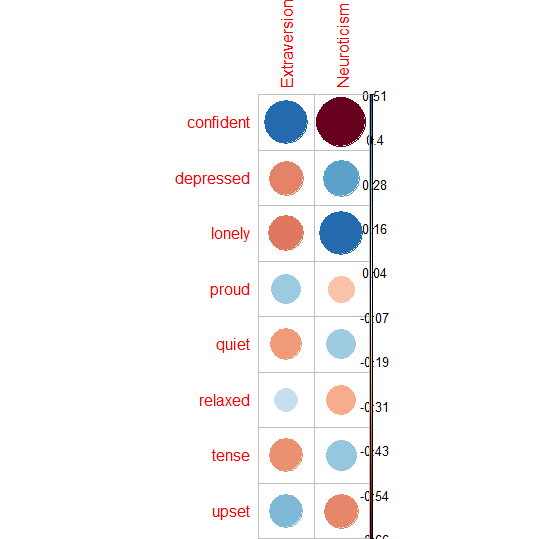 Extraversion
Neuroticism
confident
depressed
lonely
proud
quiet
relaxed
tense
upset
0.51
0.4
0.28
0.16
0.04
-0.07
-0.19
-0.31
-0.43
-0.54